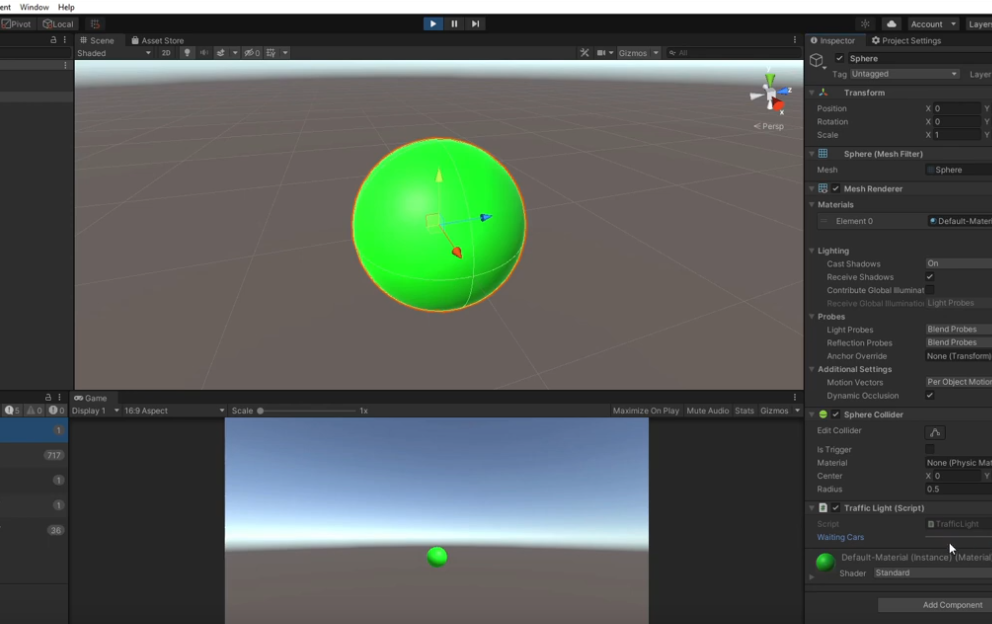 ent Window Help
Pivot Local Account Layers
Scene Asset Store Inspector Project Settings
Shaded 2D 0 Gizmos All
Sphere
Tag Untagged Layer
Transform
Position X 0 Y
Rotation X 0 Y
Scale X 1 Y
Persp
Sphere (Mesh Filter)
Mesh Sphere
Mesh Renderer
Materials
Element 0 Default-Mater
Lighting
Cast Shadows On
Receive Shadows
Contribute Global Illuminat
Receive Global Illuminatio Light Probes
Probes
Light Probes Blend Probes
Reflection Probes Blend Probes
Anchor Override None (Transform)
Additional Settings
Motion Vectors Per Object Motion
Dynamic Occlusion
Game
5 0 0 Display 1 16:9 Aspect Scale 1x Maximize On Play Mute Audio Stats Gizmos
1
717
1
1
36
Sphere Collider
Edit Collider
Is Trigger
Material None (Physic Mat
Center X 0 Y
Radius 0.5
Traffic Light (Script)
Script TrafficLight
Waiting Cars
Default-Material (Instance) (Material
Shader Standard
Add Component